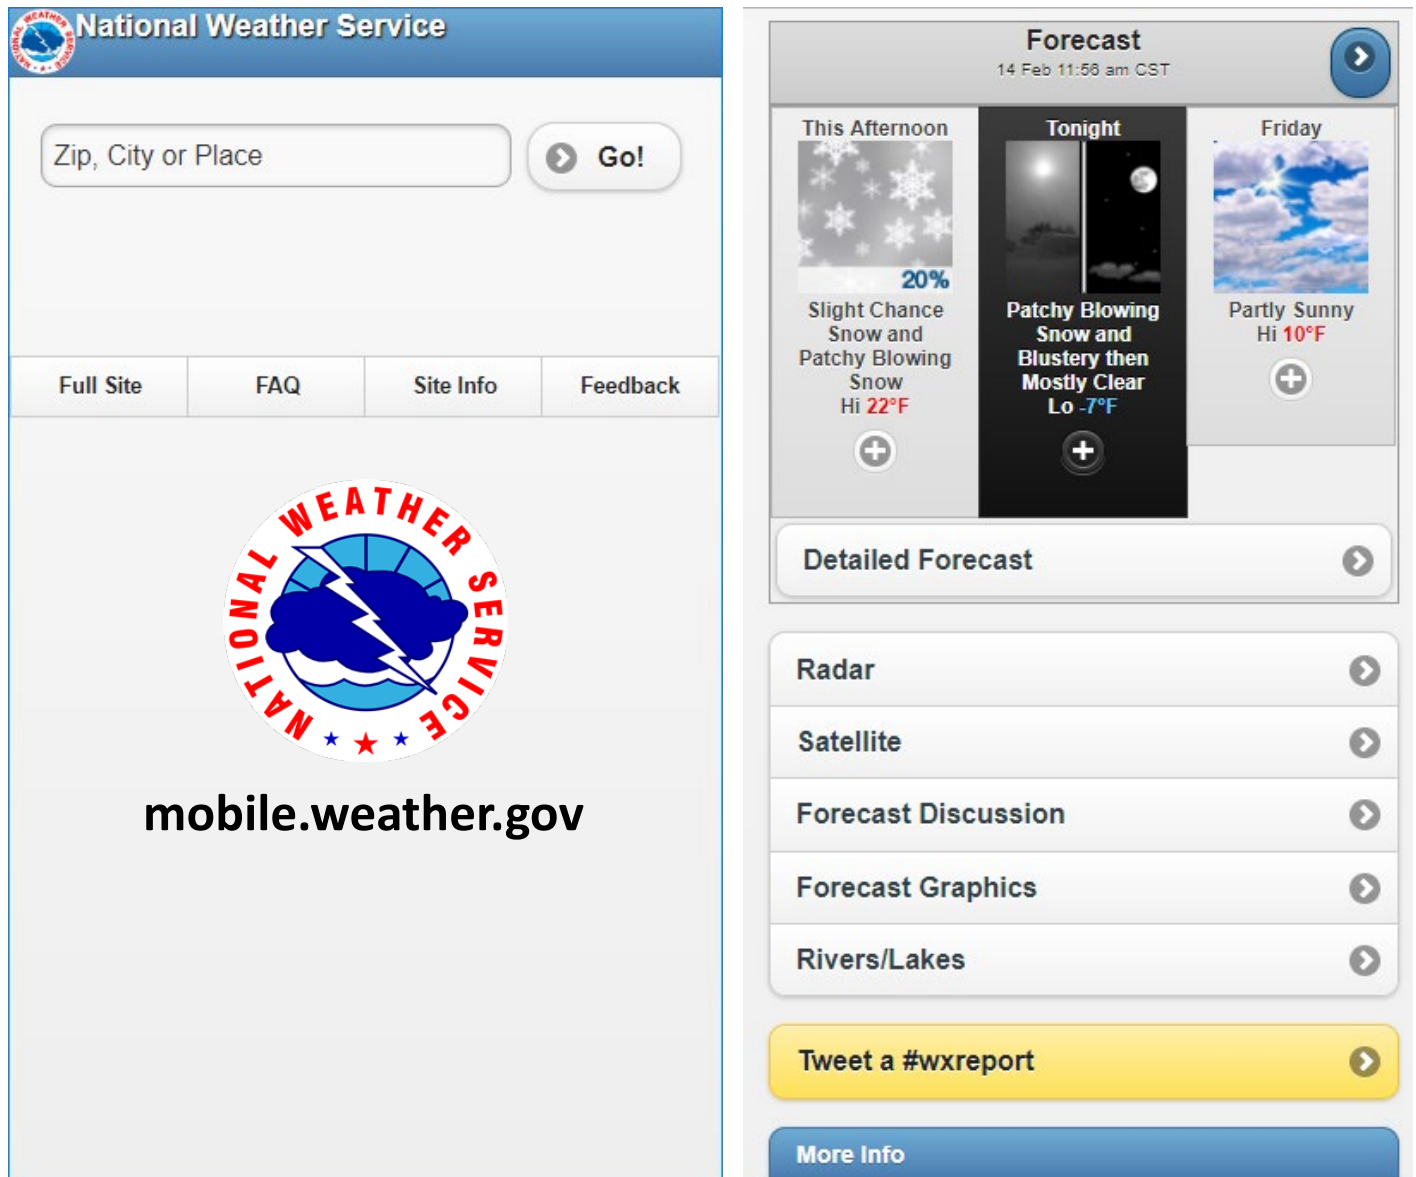 National Weather Service
Zip, City or Place
Go!
Full Site
FAQ
Site Info
Feedback
NATIONAL WEATHER SERVICE
mobile.weather.gov
Forecast
14 Feb 11:56 am CST
This Afternoon
20%
Slight Chance
Snow and
Patchy Blowing
Snow
Hi 22°F
Tonight
Patchy Blowing
Snow and
Blustery then
Mostly Clear
Lo -7°F
Friday
Partly Sunny
Hi 10°F
Detailed Forecast
Radar
Satellite
Forecast Discussion
Forecast Graphics
Rivers/Lakes
Tweet a #wxreport
More Info